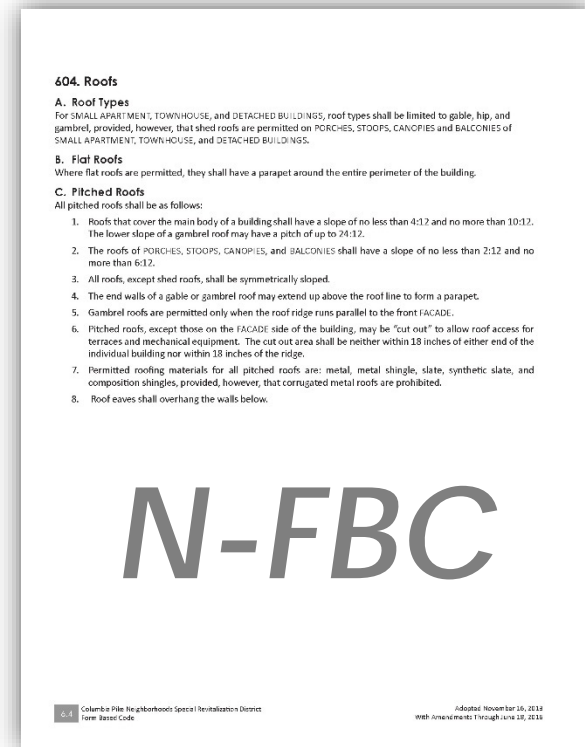 604. Roofs
A. Roof Types
For SMALL APARTMENT, TOWNHOUSE, and DETACHED BUILDINGS, roof types shall be limited to gable, hip, and
gambrel, provided, however, that shed roofs are permitted on PORCHES, STOOPS, CANOPIES and BALCONIES of
SMALL APARTMENT, TOWNHOUSE, and DETACHED BUILDINGS.
B. Flat Roofs
Where flat roofs are permitted, they shall have a parapet around the entire perimeter of the building.
C. Pitched Roofs
All pitched roofs shall be as follows:
1. Roofs that cover the main body of a building shall have a slope of no less than 4:12 and no more than 10:12.
The lower slope of a gambrel roof may have a pitch of up to 24:12.
2. The roofs of PORCHES, STOOPS, CANOPIES, and BALCONIES shall have a slope of no less than 2:12 and no
more than 6:12.
3. All roofs, except shed roofs, shall be symmetrically sloped.
4. The end walls of a gable or gambrel roof may extend up above the roof line to form a parapet.
5. Gambrel roofs are permitted only when the roof ridge runs parallel to the front FACADE.
6. Pitched roofs, except those on the FACADE side of the building, may be "cut out" to allow roof access for
terraces and mechanical equipment. The cut out area shall be neither within 18 inches of either end of the
individual building nor within 18 inches of the ridge.
7. Permitted roofing materials for all pitched roofs are: metal, metal shingle, slate, synthetic slate, and
composition shingles, provided, however, that corrugated metal roofs are prohibited.
8. Roof eaves shall overhang the walls below.
N-FBC
6.4
Columbia Pike Neighborhoods Special Revitalization District
Form Based Code
Adopted November 16, 2013
With Amendments Through June 18, 2016